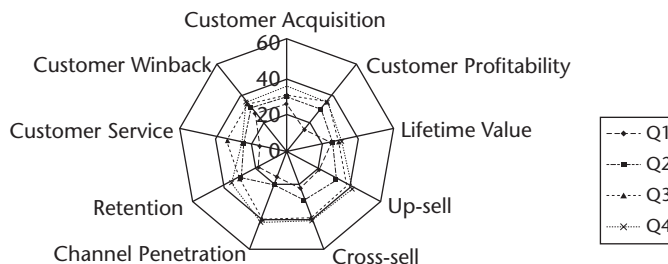 Customer Acquisition
60
Customer Winback
Customer Profitability
40
20
Customer Service
Lifetime Value
0
Q1
Q2
Q3
Q4
Retention
Up-sell
Channel Penetration
Cross-sell